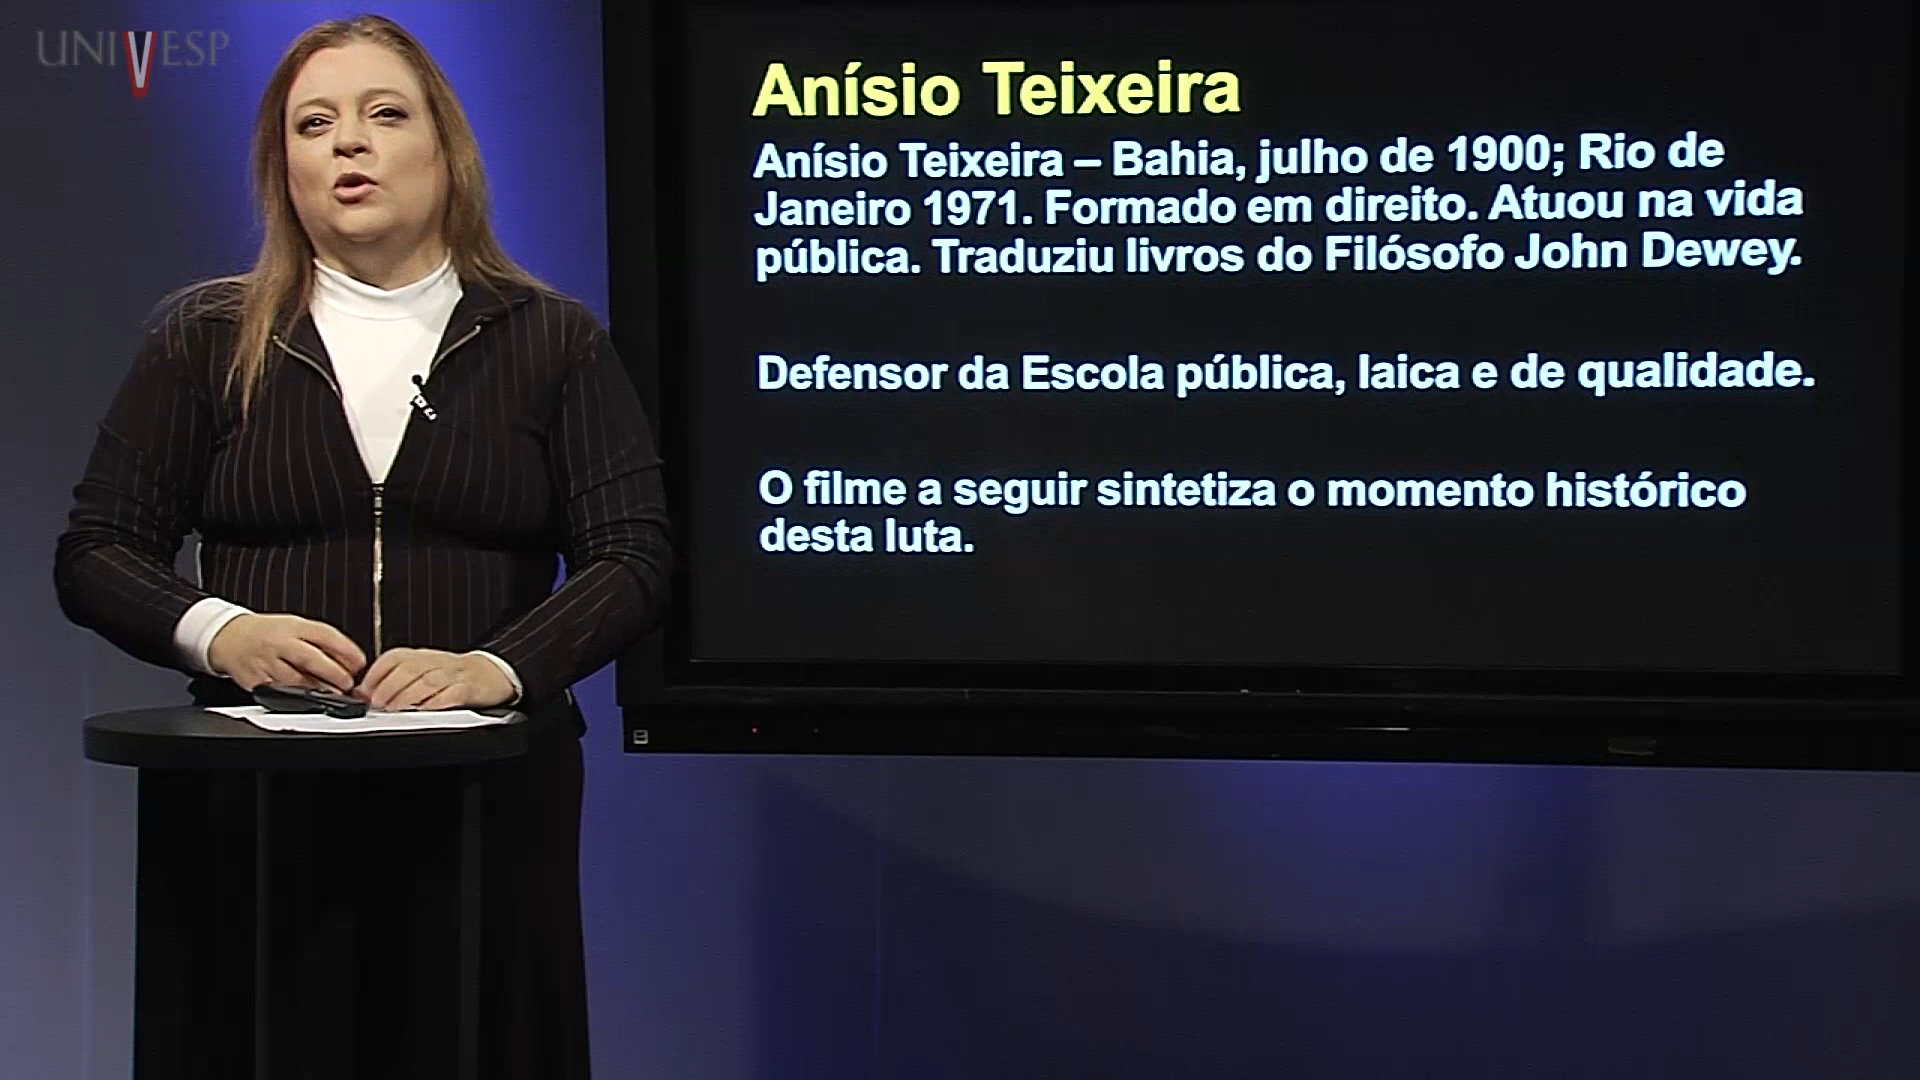 UNIVESP
Anísio Teixeira
Anísio Teixeira – Bahia, julho de 1900; Rio de
Janeiro 1971. Formado em direito. Atuou na vida
pública. Traduziu livros do Filósofo John Dewey.
Defensor da Escola pública, laica e de qualidade.
O filme a seguir sintetiza o momento histórico
desta luta.